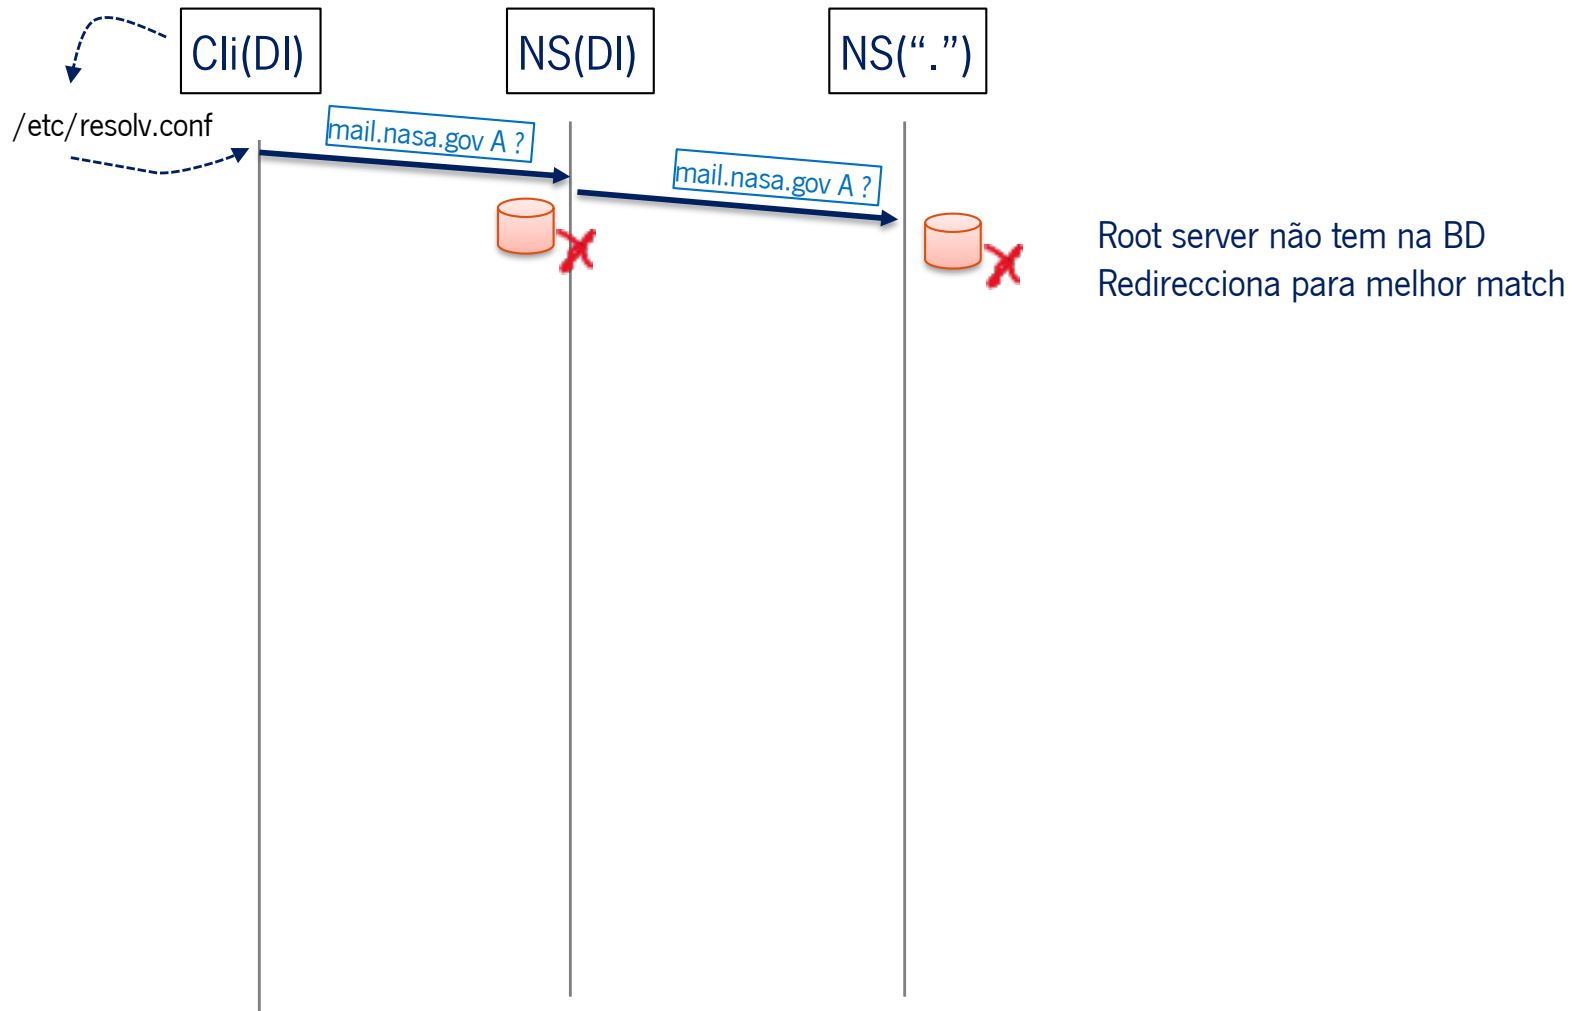 Cli(DI)
NS(DI)
NS(“.”)
/etc/resolv.conf
mail.nasa.gov A ?
mail.nasa.gov A ?
Root server não tem na BD
Redirecciona para melhor match